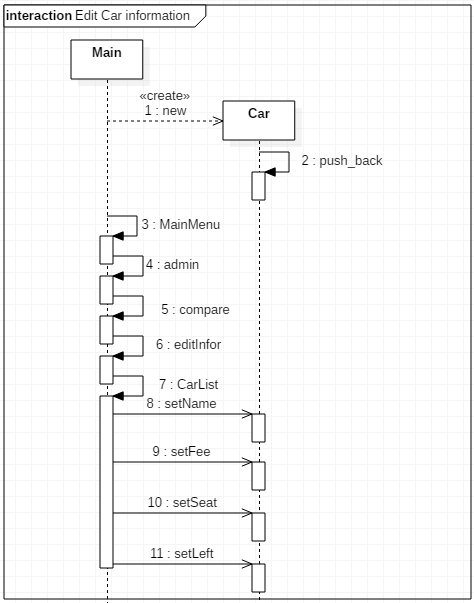 interaction Edit Car information
Main
«create»
1 : new
Car
2 : push_back
3 : MainMenu
4 : admin
5 : compare
6 : editInfor
7 : CarList
8 : setName
9 : setFee
10 : setSeat
11 : setLeft